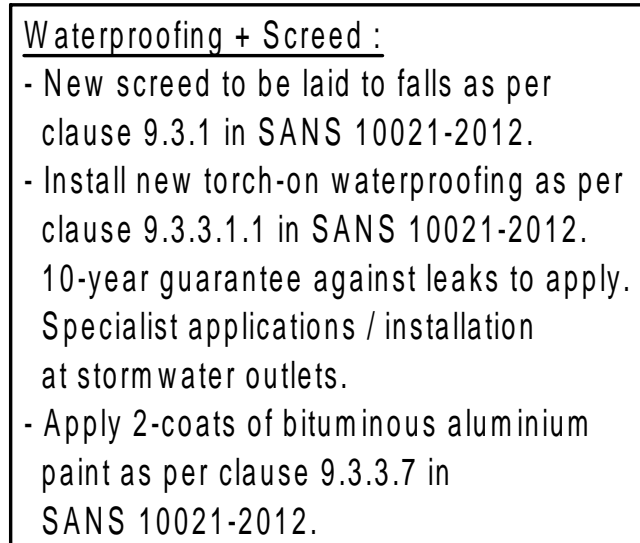 Waterproofing + Screed :
- New screed to be laid to falls as per
clause 9.3.1 in SANS 10021-2012.
- Install new torch-on waterproofing as per
clause 9.3.3.1.1 in SANS 10021-2012.
10-year guarantee against leaks to apply.
Specialist applications / installation
at stormwater outlets.
- Apply 2-coats of bituminous aluminium
paint as per clause 9.3.3.7 in
SANS 10021-2012.